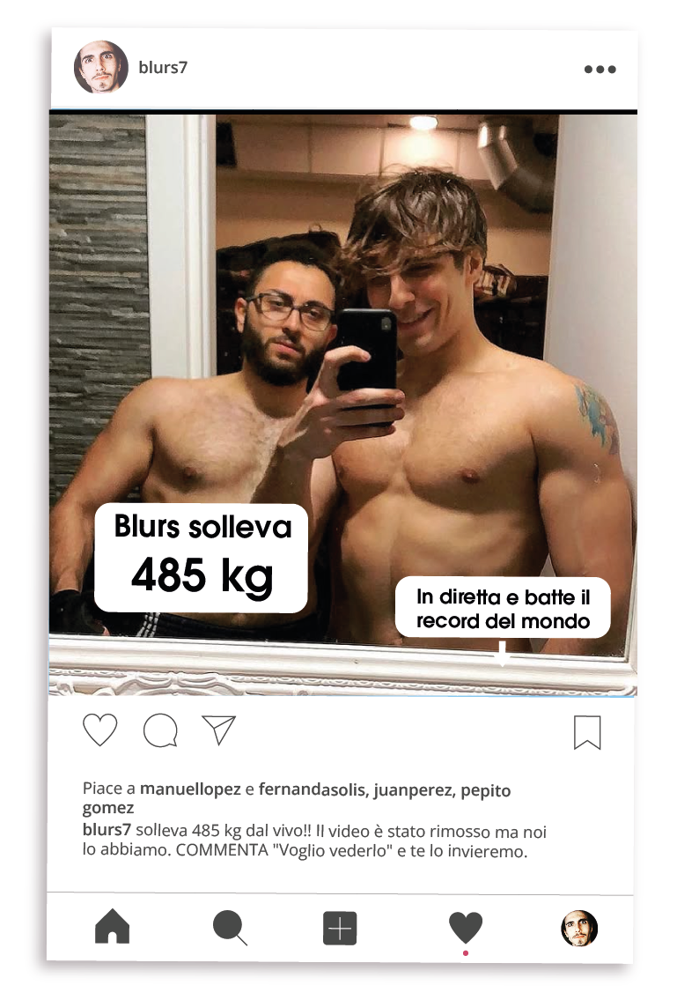 blurs7
Blurs solleva
485 kg
In diretta e batte il
record del mondo
Piace a manuellopez e fernandasolis, juanperez, pepito
gomez
blurs7 solleva 485 kg dal vivo!! Il video è stato rimosso ma noi
lo abbiamo. COMMENTA "Voglio vederlo" e te lo invieremo.